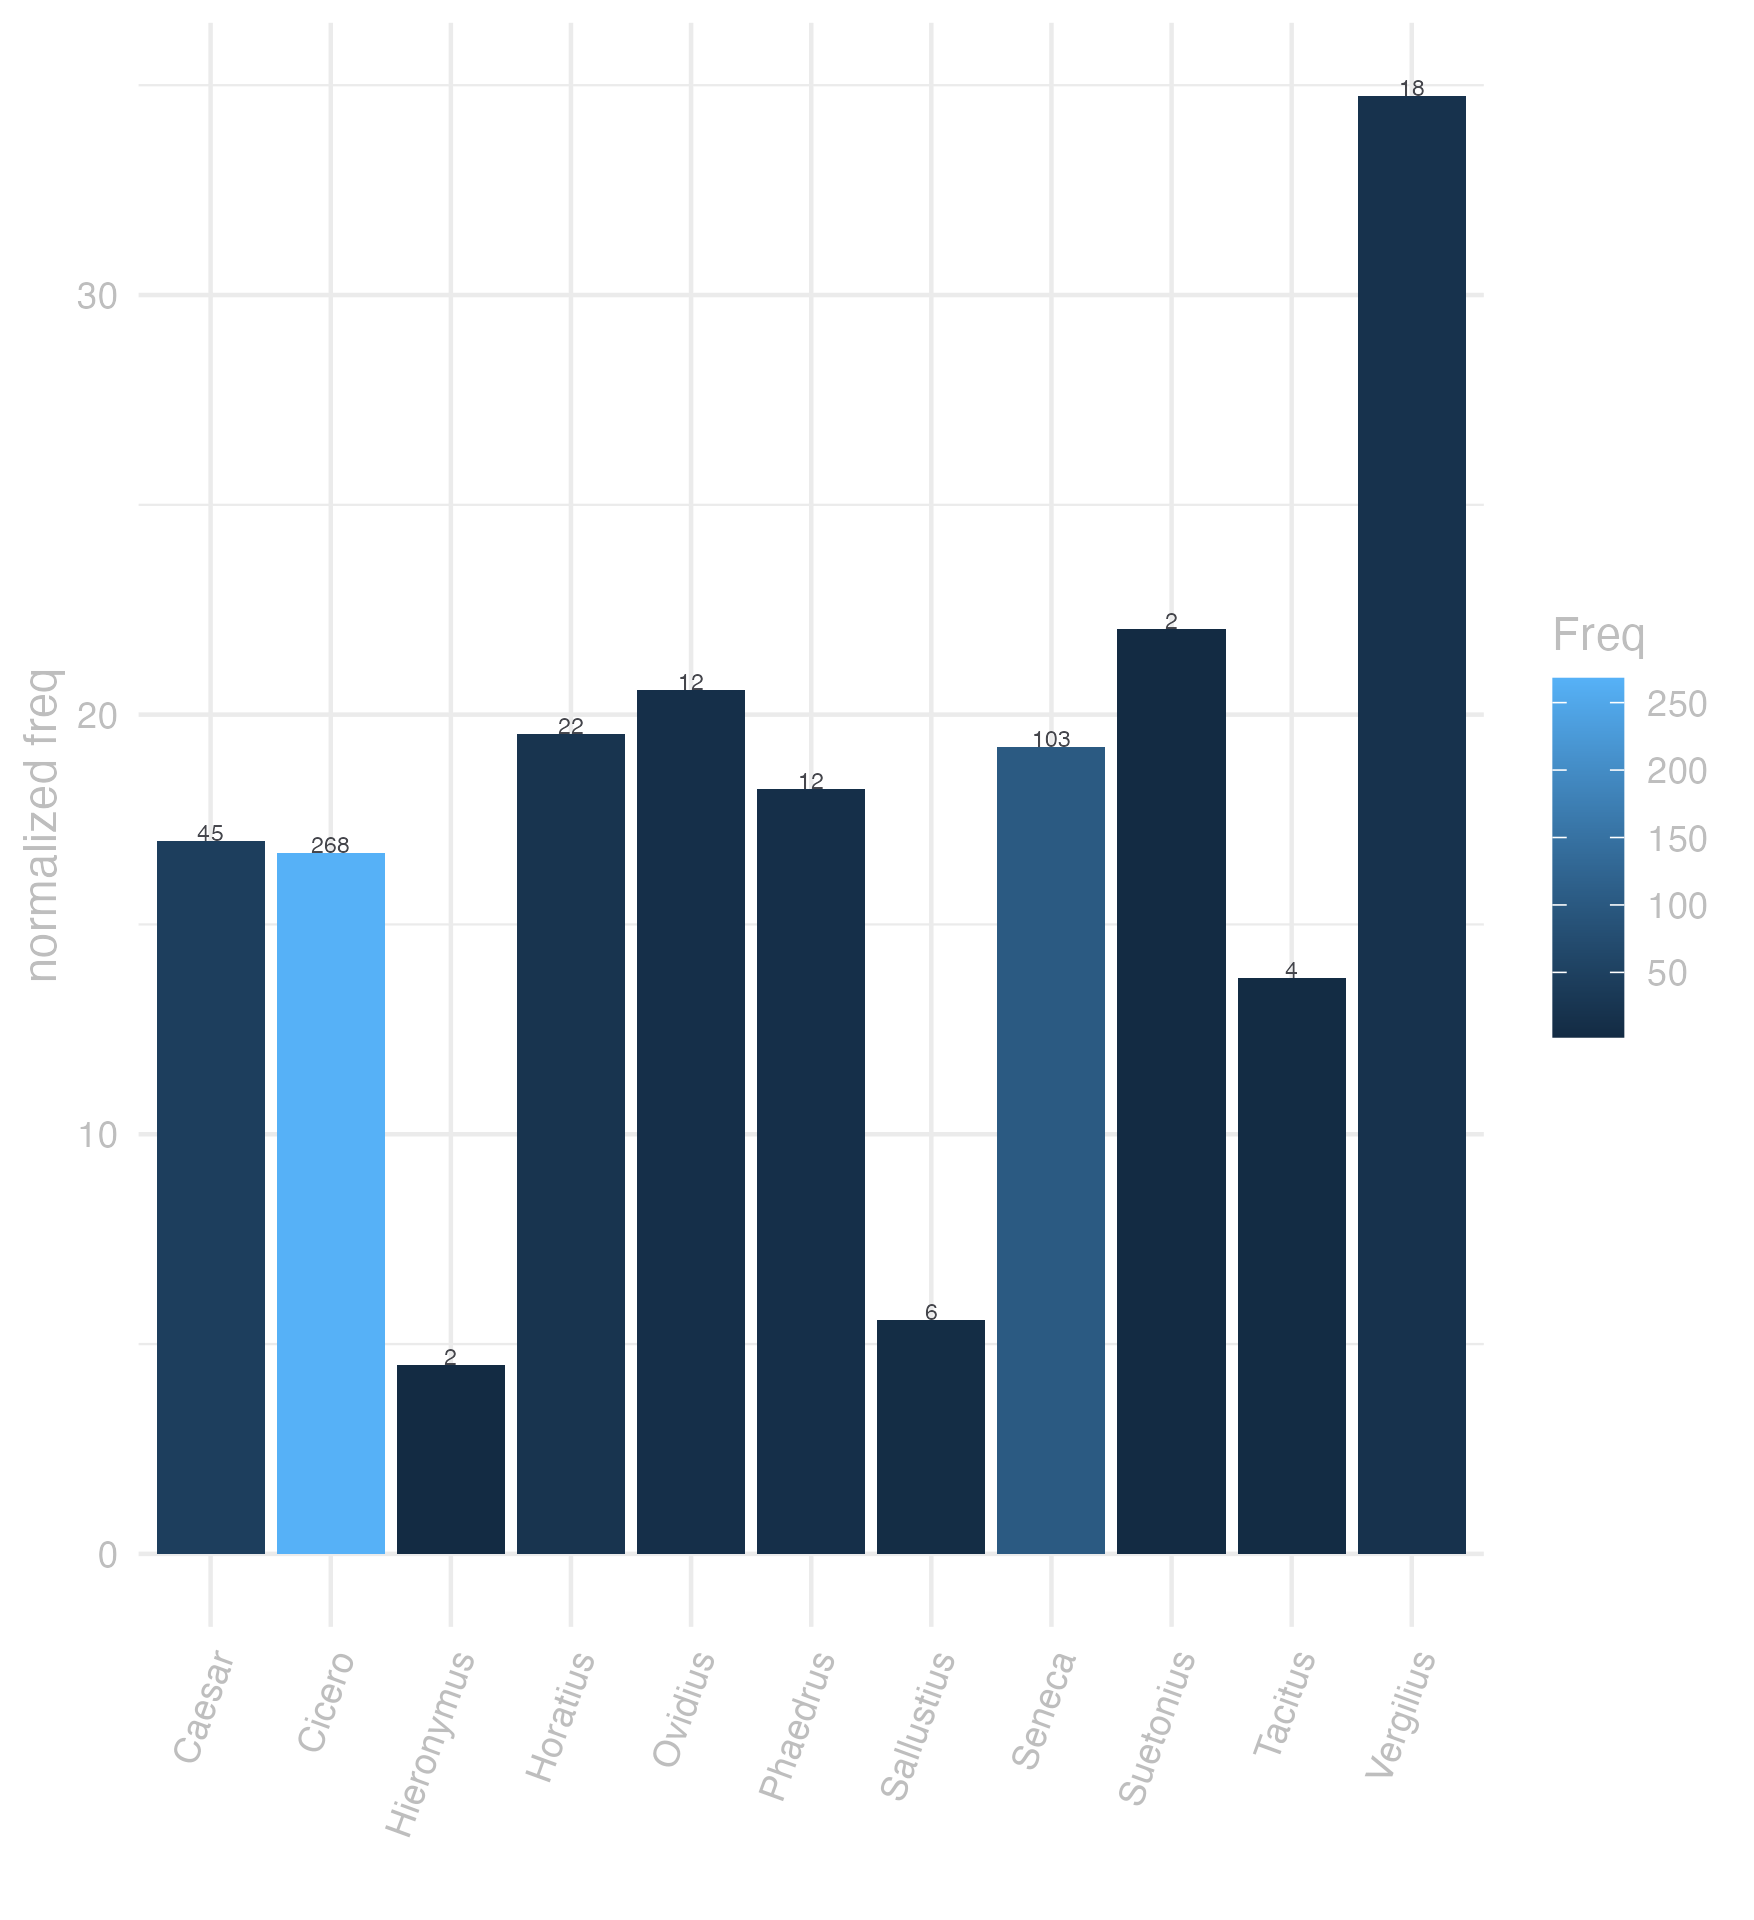 normalized freq
30
20
10
0
45
268
2
22
12
12
6
103
2
4
18
Caesar
Cicero
Hieronymus
Horatius
Ovidius
Phaedrus
Sallustius
Seneca
Suetonius
Tacitus
Vergilius
Freq
250
200
150
100
50